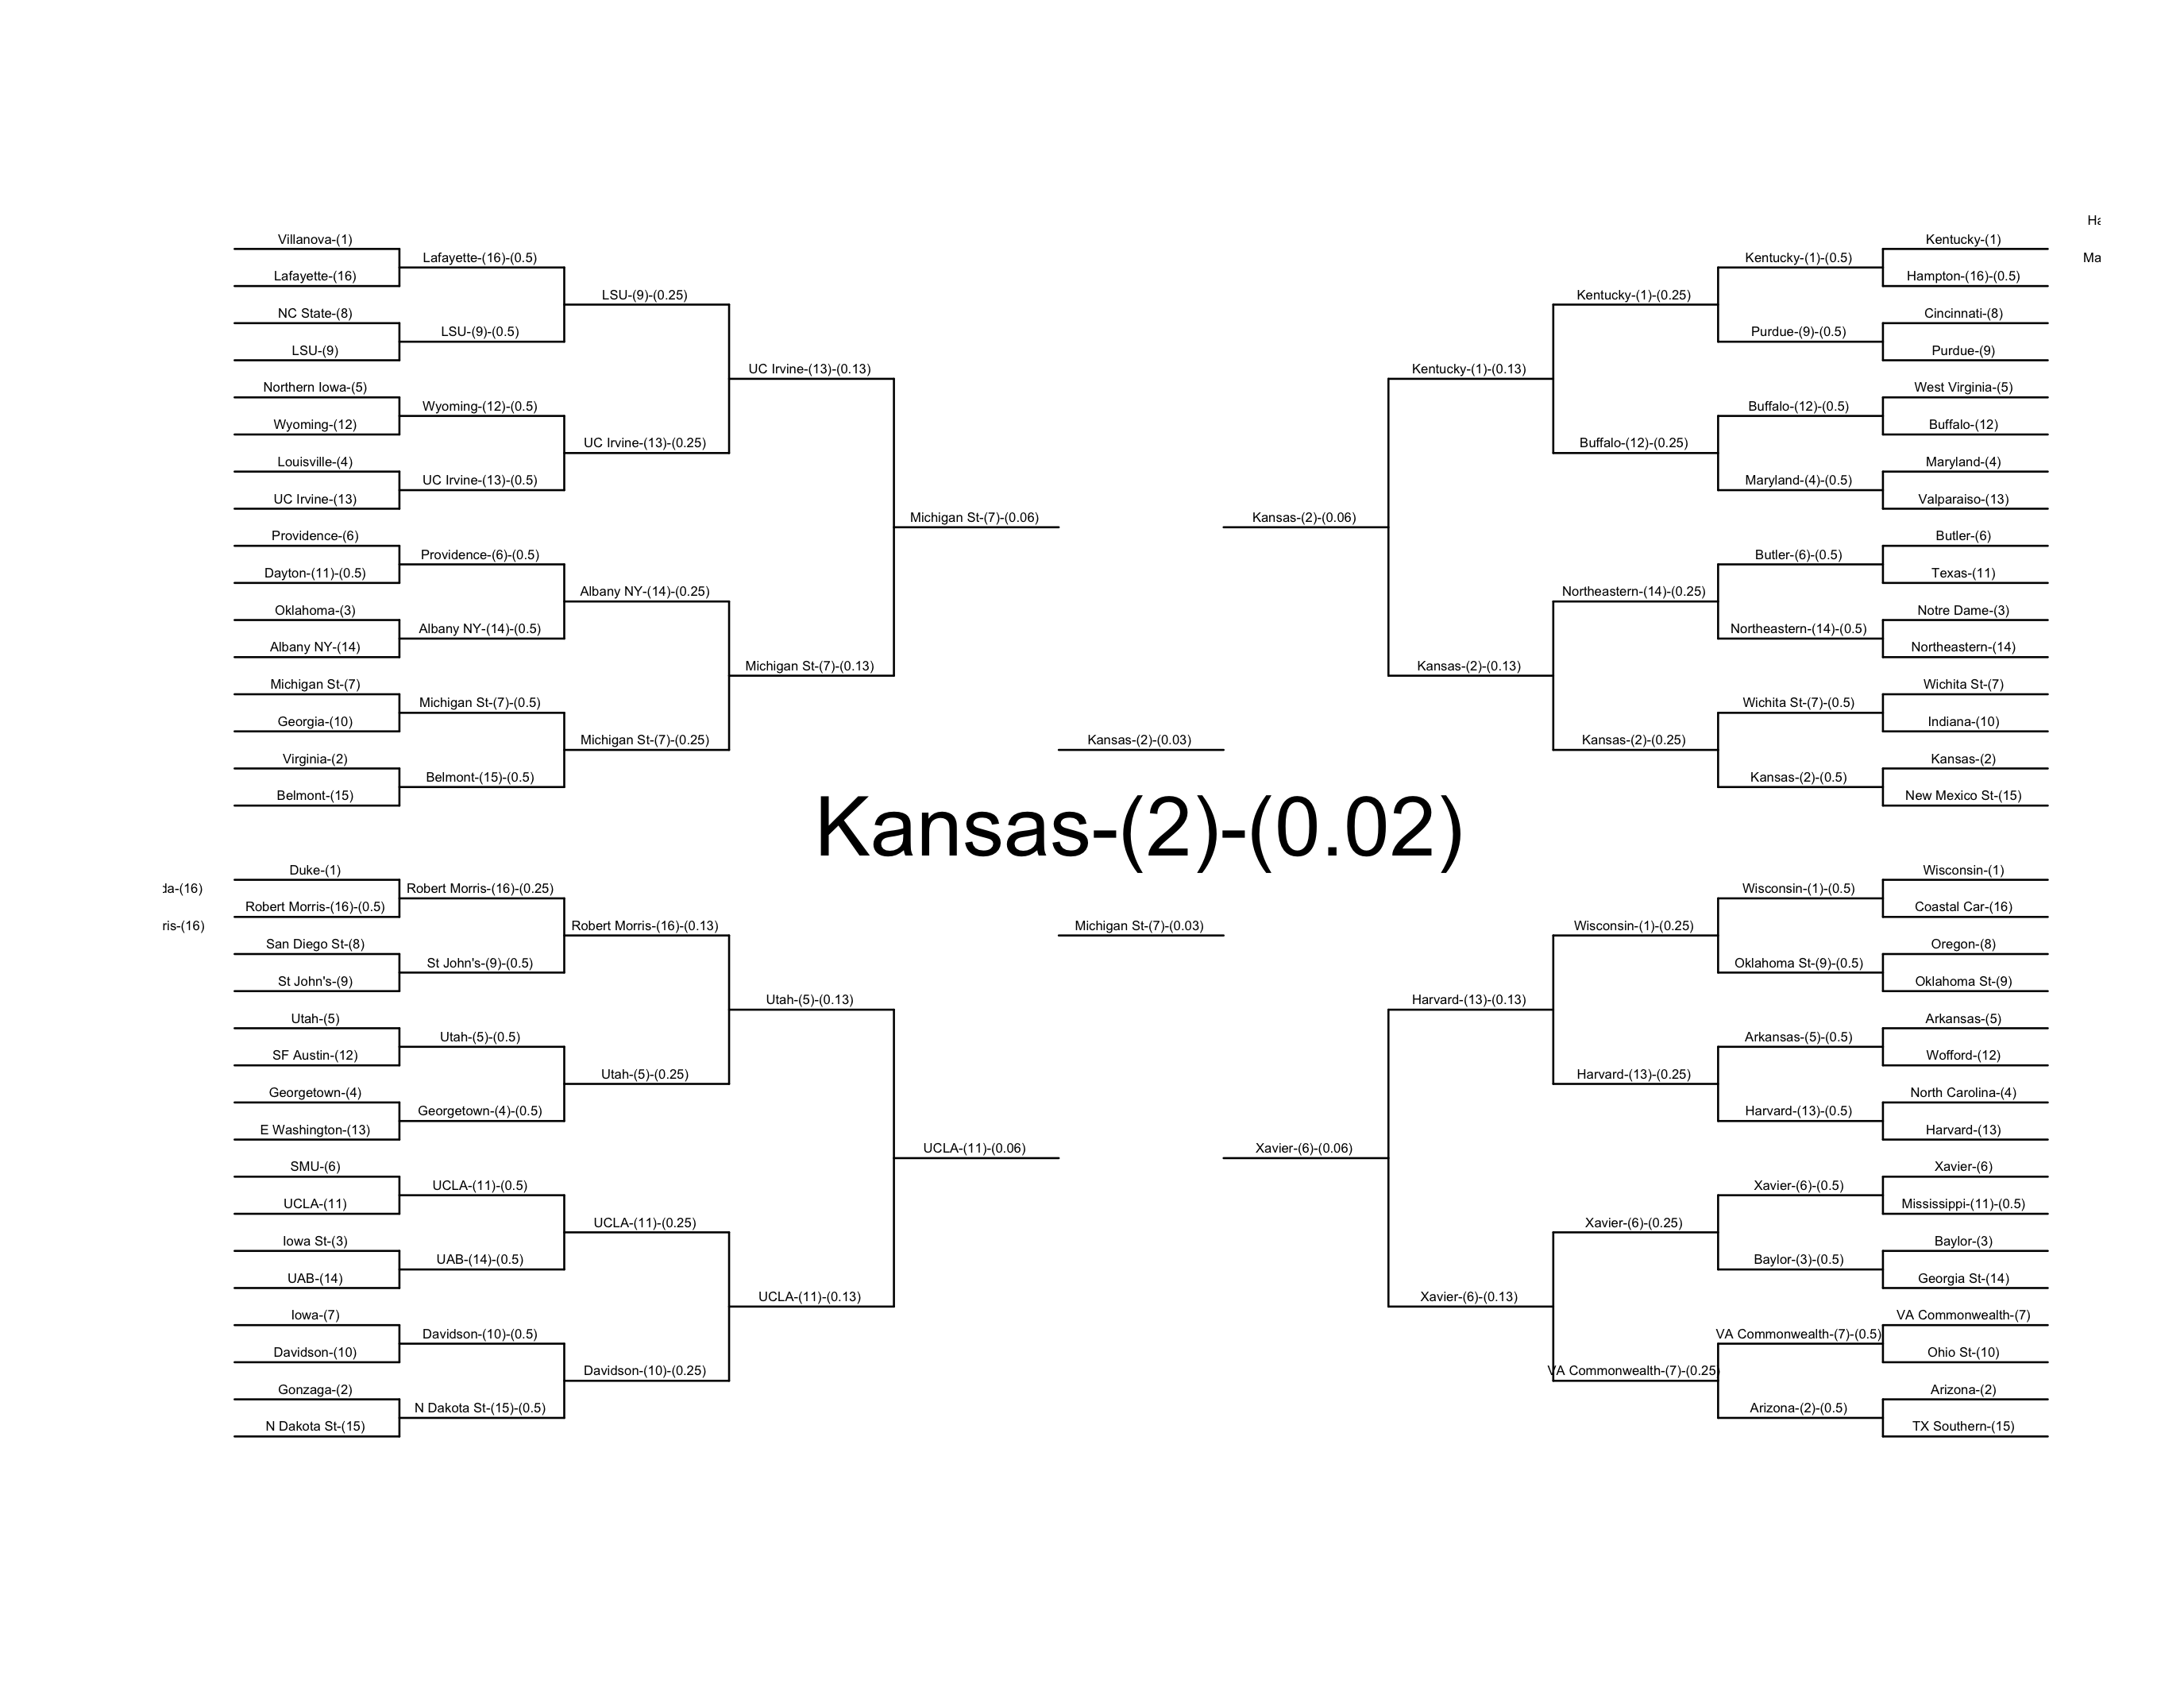 Villanova-(1)
Lafayette-(16)
NC State-(8)
LSU-(9)
Northern Iowa-(5)
Wyoming-(12)
Louisville-(4)
UC Irvine-(13)
Providence-(6)
Dayton-(11)-(0.5)
Oklahoma-(3)
Albany NY-(14)
Michigan St-(7)
Georgia-(10)
Virginia-(2)
Belmont-(15)
Lafayette-(16)-(0.5)
LSU-(9)-(0.5)
Wyoming-(12)-(0.5)
UC Irvine-(13)-(0.5)
Providence-(6)-(0.5)
Albany NY-(14)-(0.5)
Michigan St-(7)-(0.5)
Belmont-(15)-(0.5)
LSU-(9)-(0.25)
UC Irvine-(13)-(0.25)
Albany NY-(14)-(0.25)
Michigan St-(7)-(0.25)
UC Irvine-(13)-(0.13)
Michigan St-(7)-(0.13)
Michigan St-(7)-(0.06)
Kansas-(2)-(0.06)
Kentucky-(1)-(0.13)
Kansas-(2)-(0.13)
Kentucky-(1)-(0.25)
Buffalo-(12)-(0.25)
Northeastern-(14)-(0.25)
Kansas-(2)-(0.25)
Kentucky-(1)-(0.5)
Purdue-(9)-(0.5)
Buffalo-(12)-(0.5)
Maryland-(4)-(0.5)
Butler-(6)-(0.5)
Northeastern-(14)-(0.5)
Wichita St-(7)-(0.5)
Kansas-(2)-(0.5)
Kentucky-(1)
Hampton-(16)-(0.5)
Cincinnati-(8)
Purdue-(9)
West Virginia-(5)
Buffalo-(12)
Maryland-(4)
Valparaiso-(13)
Butler-(6)
Texas-(11)
Notre Dame-(3)
Northeastern-(14)
Wichita St-(7)
Indiana-(10)
Kansas-(2)
New Mexico St-(15)
Ma
Kansas-(2)-(0.03)
Kansas-(2)-(0.02)
Michigan St-(7)-(0.03)
da-(16)
ris-(16)
Duke-(1)
Robert Morris-(16)-(0.5)
San Diego St-(8)
St John's-(9)
Utah-(5)
SF Austin-(12)
Georgetown-(4)
E Washington-(13)
SMU-(6)
UCLA-(11)
Iowa St-(3)
UAB-(14)
Iowa-(7)
Davidson-(10)
Gonzaga-(2)
N Dakota St-(15)
Robert Morris-(16)-(0.25)
St John's-(9)-(0.5)
Utah-(5)-(0.5)
Georgetown-(4)-(0.5)
UCLA-(11)-(0.5)
UAB-(14)-(0.5)
Davidson-(10)-(0.5)
N Dakota St-(15)-(0.5)
Robert Morris-(16)-(0.13)
Utah-(5)-(0.25)
UCLA-(11)-(0.25)
Davidson-(10)-(0.25)
Utah-(5)-(0.13)
UCLA-(11)-(0.13)
UCLA-(11)-(0.06)
Xavier-(6)-(0.06)
Harvard-(13)-(0.13)
Xavier-(6)-(0.13)
Wisconsin-(1)-(0.25)
Harvard-(13)-(0.25)
Xavier-(6)-(0.25)
VA Commonwealth-(7)-(0.25)
Wisconsin-(1)-(0.5)
Oklahoma St-(9)-(0.5)
Arkansas-(5)-(0.5)
Harvard-(13)-(0.5)
Xavier-(6)-(0.5)
Baylor-(3)-(0.5)
VA Commonwealth-(7)-(0.5)
Arizona-(2)-(0.5)
Wisconsin-(1)
Coastal Car-(16)
Oregon-(8)
Oklahoma St-(9)
Arkansas-(5)
Wofford-(12)
North Carolina-(4)
Harvard-(13)
Xavier-(6)
Mississippi-(11)-(0.5)
Baylor-(3)
Georgia St-(14)
VA Commonwealth-(7)
Ohio St-(10)
Arizona-(2)
TX Southern-(15)